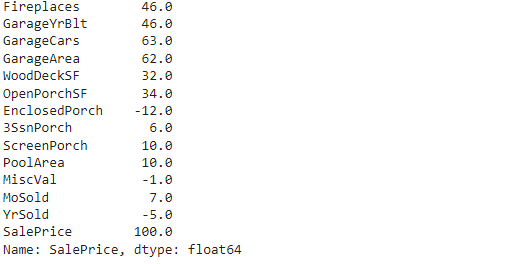 Fireplaces 46.0
GarageYrBlt 46.0
GarageCars 63.0
GarageArea 62.0
WoodDeckSF 32.0
OpenPorchSF 34.0
EnclosedPorch -12.0
3SsnPorch 6.0
ScreenPorch 10.0
PoolArea 10.0
MiscVal -1.0
MoSold 7.0
YrSold -5.0
SalePrice 100.0
Name: SalePrice, dtype: float64